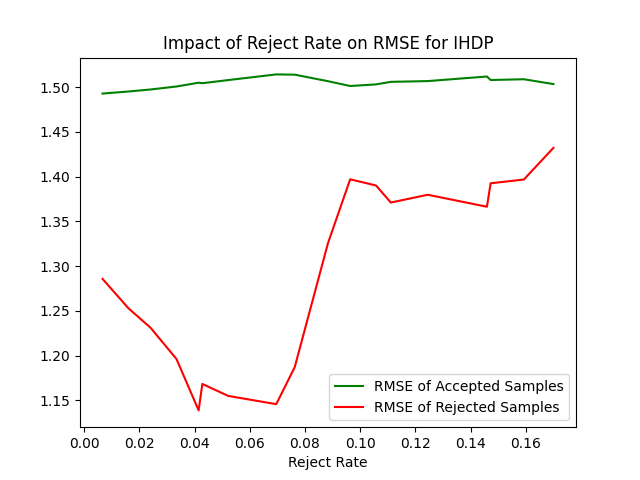 Impact of Reject Rate on RMSE for IHDP
1.50
1.45
1.40
1.35
1.30
1.25
1.20
1.15
RMSE of Accepted Samples
RMSE of Rejected Samples
0.00 0.02 0.04 0.06 0.08 0.10 0.12 0.14 0.16
Reject Rate